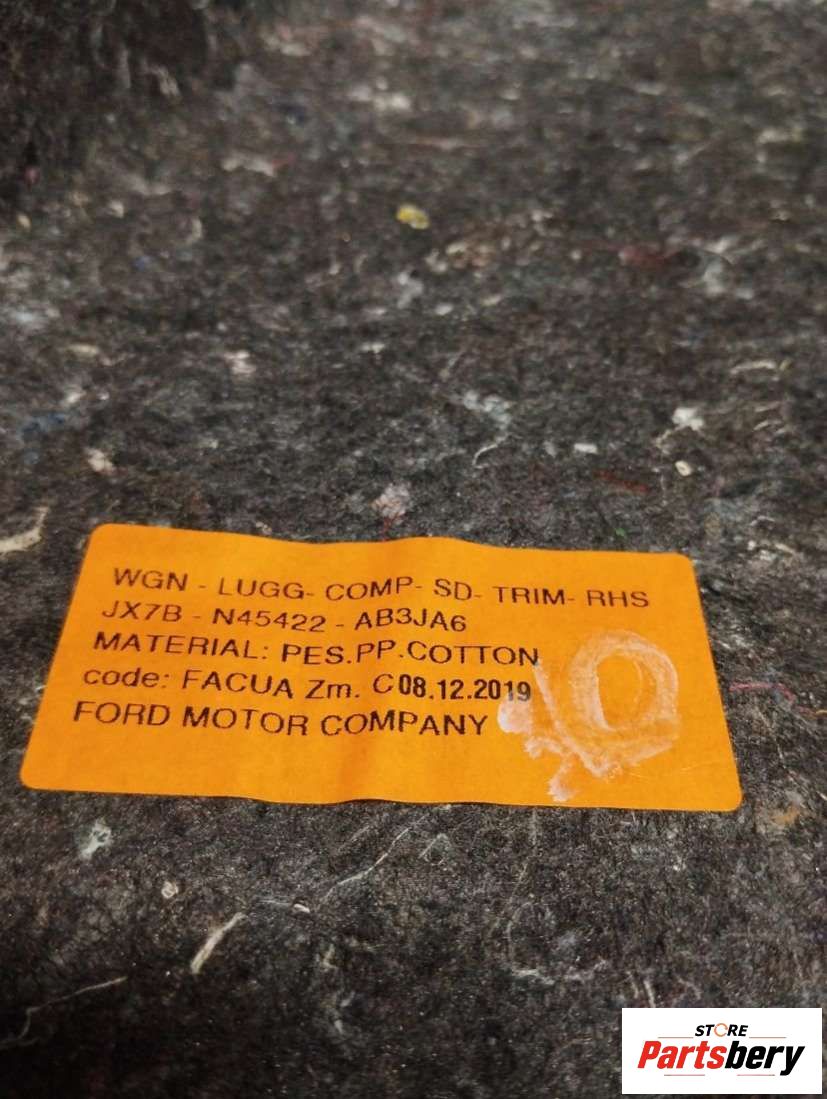 WGN - LUGG- COMP- SD- TRIM- RHS
JX7B - N45422 - AB3JA6
MATERIAL: PES.PP.COTTON
code: FACUA Zm. C 08.12.2019
FORD MOTOR COMPANY
STORE
Partsbery